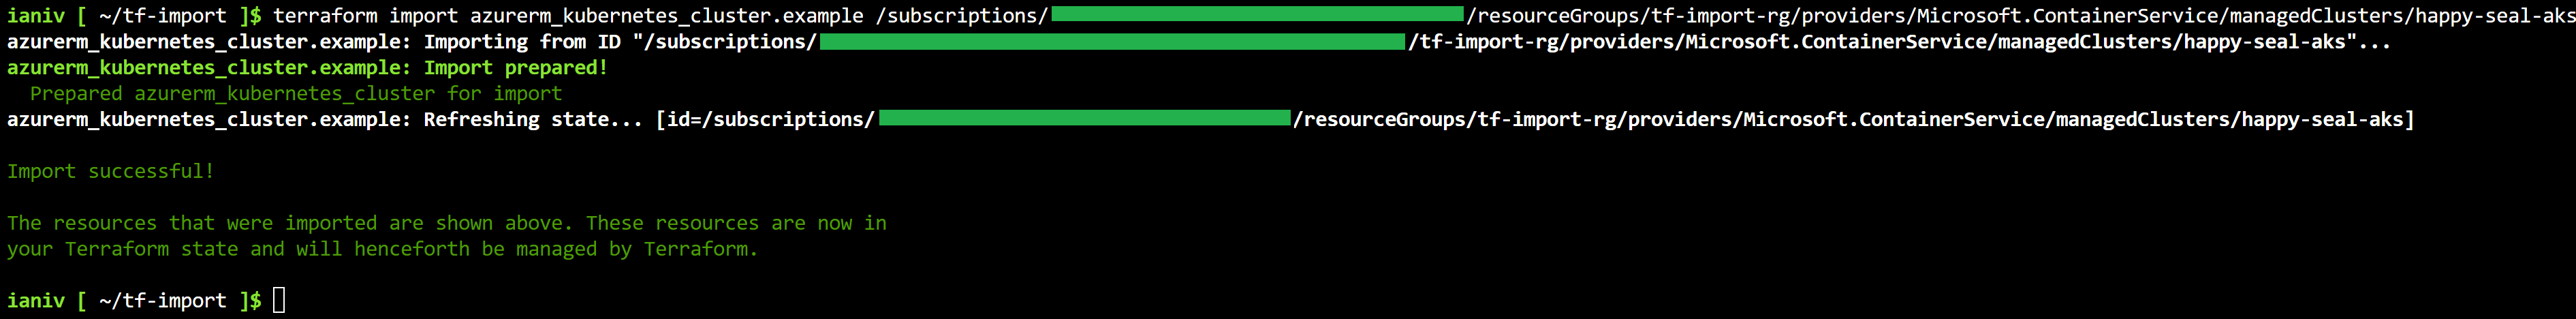 ianiv [ ~/tf-import ]$ terraform import azurerm_kubernetes_cluster.example /subscriptions/ /resourceGroups/tf-import-rg/providers/Microsoft.ContainerService/managedClusters/happy-seal-aks
azurerm_kubernetes_cluster.example: Importing from ID "/subscriptions/ /tf-import-rg/providers/Microsoft.ContainerService/managedClusters/happy-seal-aks"...
azurerm_kubernetes_cluster.example: Import prepared!
Prepared azurerm_kubernetes_cluster for import
azurerm_kubernetes_cluster.example: Refreshing state... [id=/subscriptions/ /resourceGroups/tf-import-rg/providers/Microsoft.ContainerService/managedClusters/happy-seal-aks]
Import successful!
The resources that were imported are shown above. These resources are now in
your Terraform state and will henceforth be managed by Terraform.
ianiv [ ~/tf-import ]$